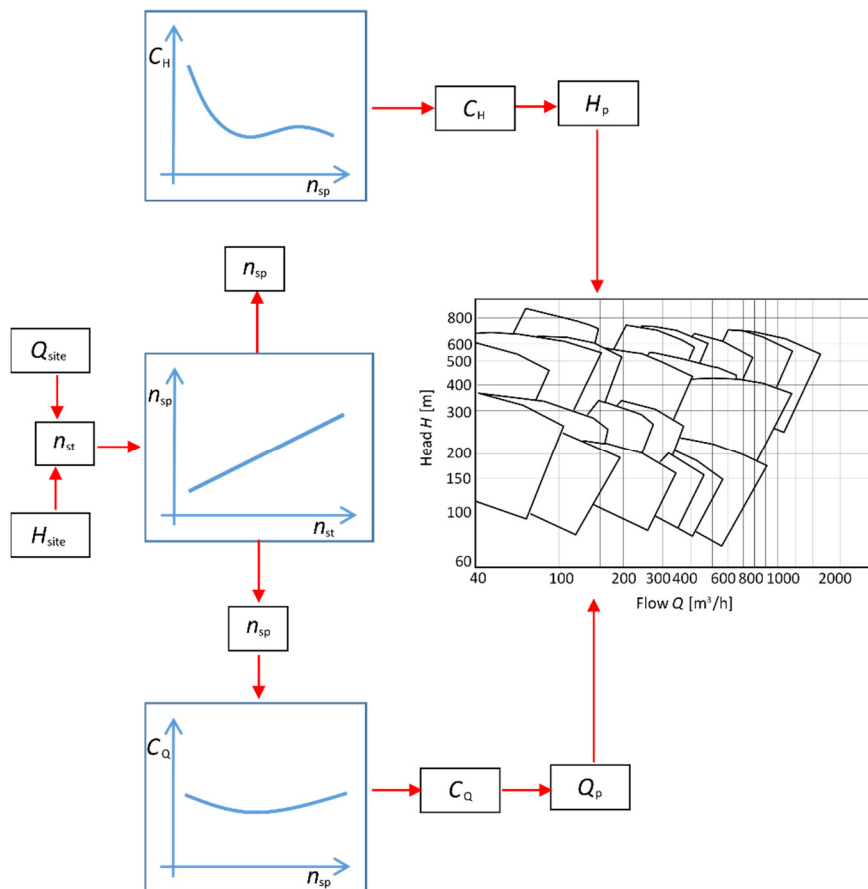 C_H
n_sp
C_H
H_p
n_sp
Q_site
n_st
H_site
n_sp
n_st
800
600
500
400
300
200
150
100
60
Head H [m]
40 100 200 300 400 600 800 1000 2000
Flow Q [m³/h]
n_sp
C_Q
n_sp
C_Q
Q_p